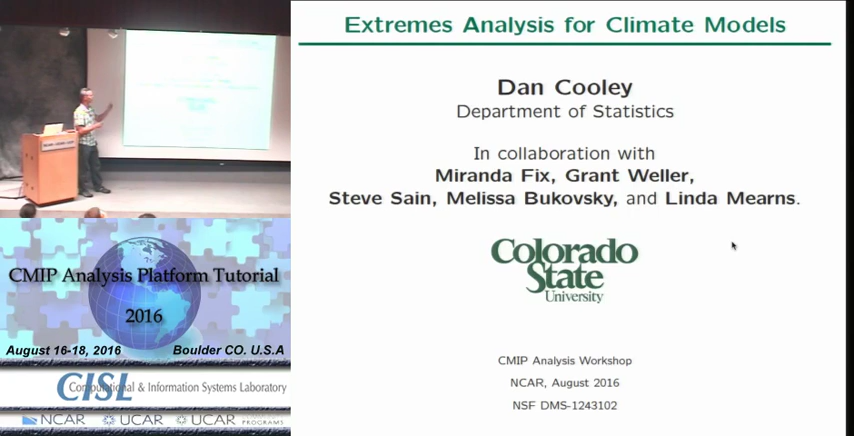 Extremes Analysis for Climate Models
Dan Cooley
Department of Statistics
In collaboration with
Miranda Fix, Grant Weller,
Steve Sain, Melissa Bukovsky, and Linda Mearns.
Colorado
State
University
CMIP Analysis Workshop
NCAR, August 2016
NSF DMS-1243102
CMIP Analysis Platform Tutorial
2016
August 16-18, 2016 Boulder CO. U.S.A
CISL
Computational & Information Systems Laboratory
NCAR UCAR UCAR COMMUNITY
PROGRAMS